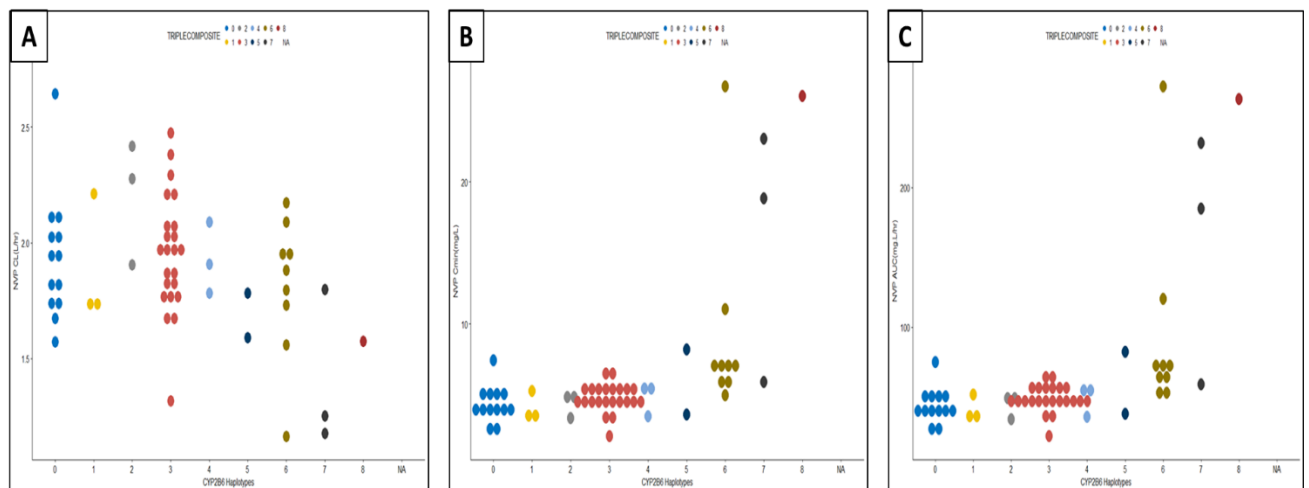 A
TRIPLECOMPOSITE
0 2 4 6 8
1 3 5 7 NA
NVP CL(L/hr)
2.5
2.0
1.5
0 1 2 3 4 5 6 7 8 NA
CYP2B6 Haplotypes
B
TRIPLECOMPOSITE
0 2 4 6 8
1 3 5 7 NA
NVP Cmin(mg/L)
20
10
0 1 2 3 4 5 6 7 8 NA
CYP2B6 Haplotypes
C
TRIPLECOMPOSITE
0 2 4 6 8
1 3 5 7 NA
NVP AUC(mg.L/hr)
200
100
0 1 2 3 4 5 6 7 8 NA
CYP2B6 Haplotypes